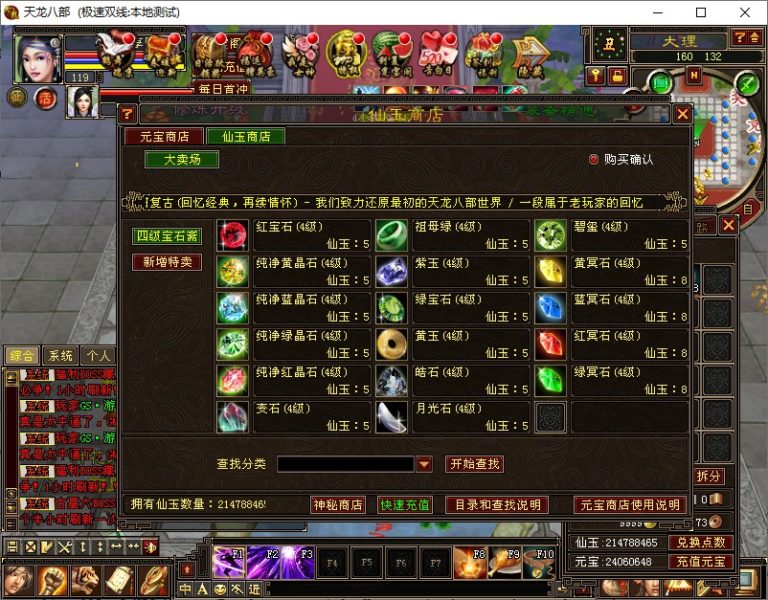 天龙八部 (极速双线:本地测试)
119
每日首冲
丑
大理
160 132
N
仙玉商店
元宝商店
仙玉商店
大卖场
购买确认
复古(回忆经典，再续情怀) - 我们致力还原最初的天龙八部世界 / 一段属于老玩家的回忆
四级宝石斋
新增特卖
红宝石(4级)
仙玉：5
祖母绿(4级)
仙玉：5
碧玺(4级)
仙玉：5
纯净黄晶石(4级)
仙玉：5
紫玉(4级)
仙玉：5
黄冥石(4级)
仙玉：8
纯净蓝晶石(4级)
仙玉：5
绿宝石(4级)
仙玉：5
蓝冥石(4级)
仙玉：8
纯净绿晶石(4级)
仙玉：5
黄玉(4级)
仙玉：5
红冥石(4级)
仙玉：8
纯净红晶石(4级)
仙玉：5
皓石(4级)
仙玉：5
绿冥石(4级)
仙玉：8
变石(4级)
仙玉：5
月光石(4级)
仙玉：5
查找分类
开始查找
拥有仙玉数量：21478846
神秘商店
快速充值
目录和查找说明
元宝商店使用说明
综合
系统
个人
拆分
仙玉:214788465
兑换点数
元宝:24060648
充值元宝
F1
F2
F3
F4
F5
F6
F7
F8
F9
F10
中
A
近